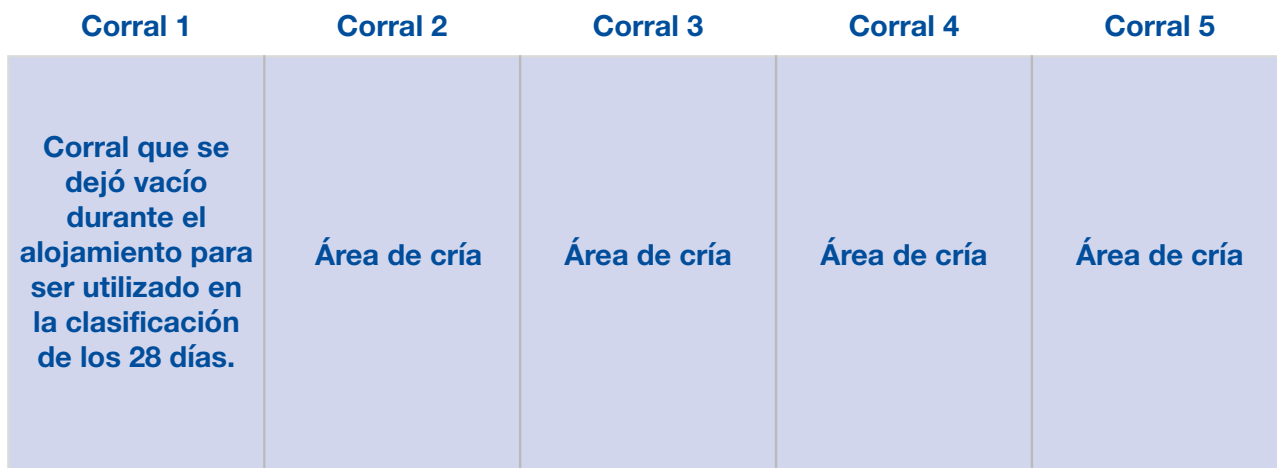 Corral 1 Corral 2 Corral 3 Corral 4 Corral 5
Corral que se
dejó vacío
durante el
alojamiento para
ser utilizado en
la clasificación
de los 28 días.
Área de cría
Área de cría
Área de cría
Área de cría